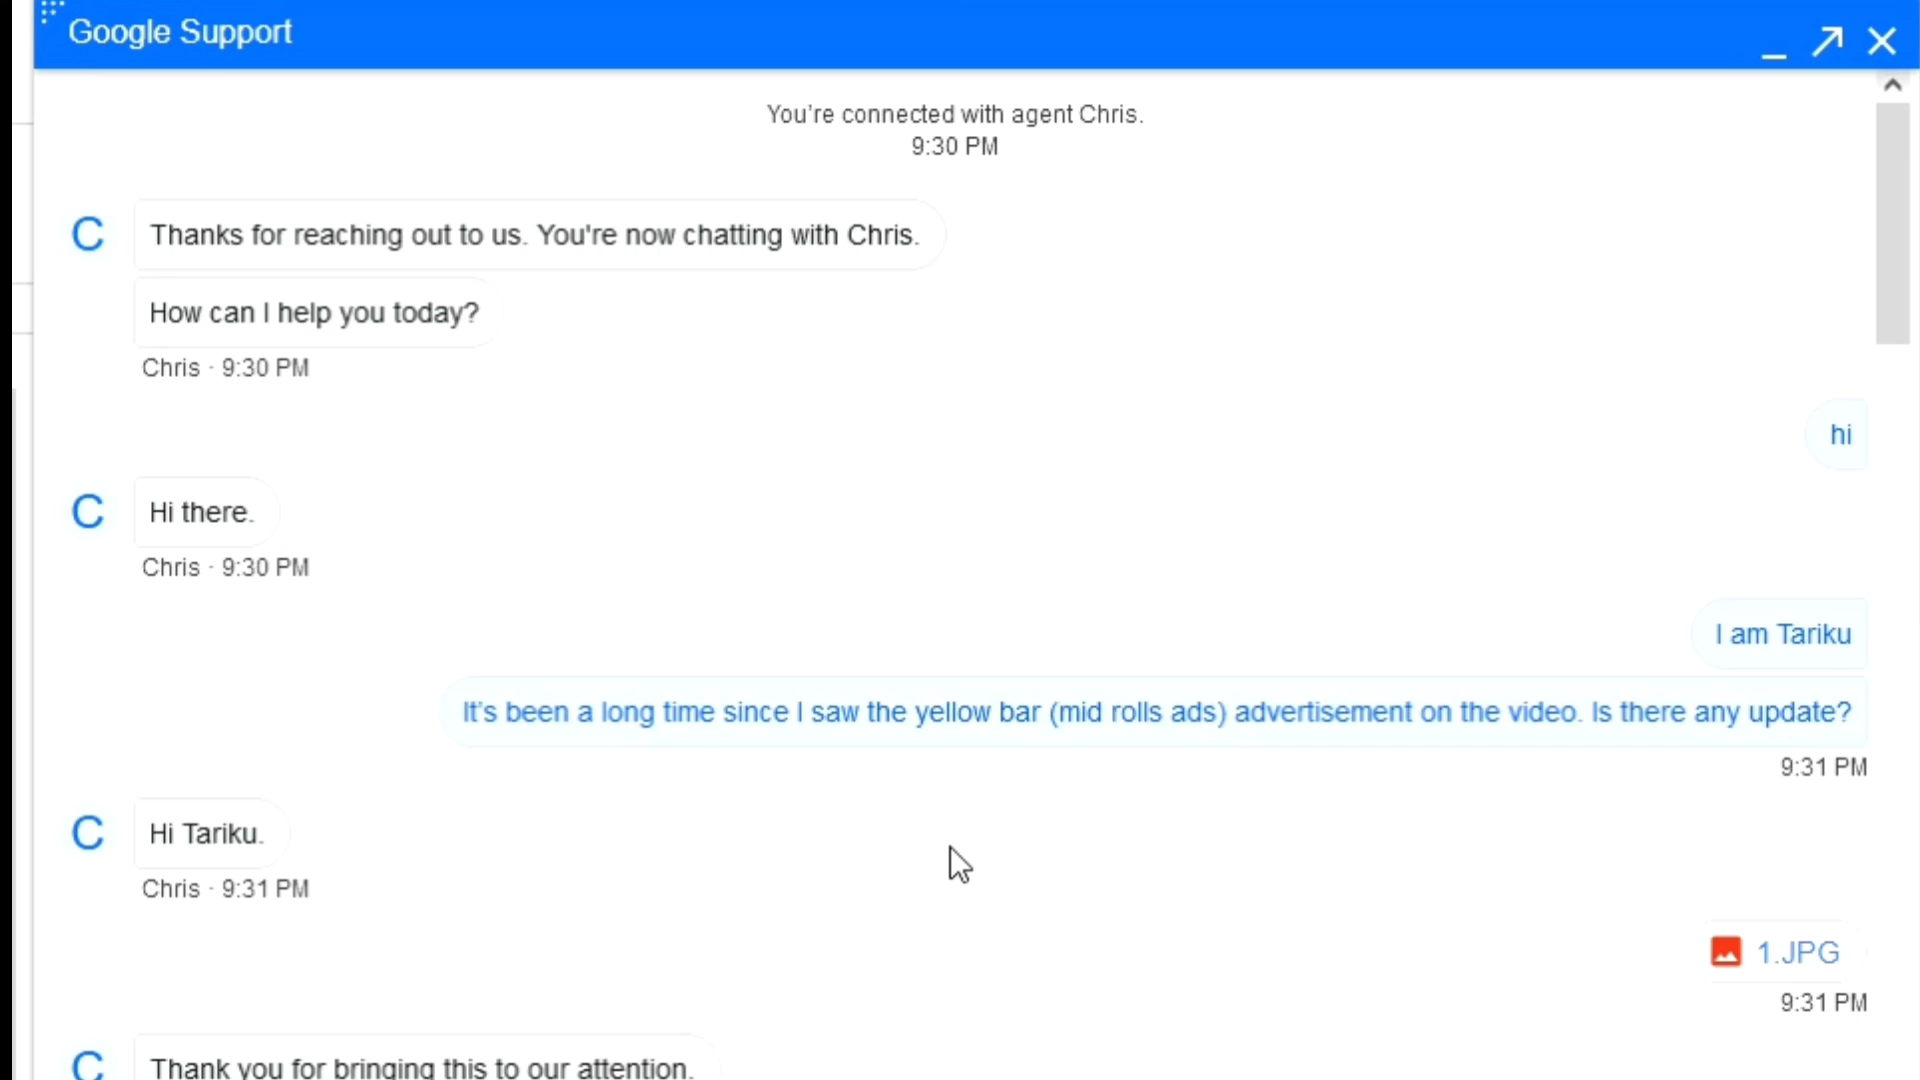 Google Support
You're connected with agent Chris.
9:30 PM
C
Thanks for reaching out to us. You're now chatting with Chris.
How can I help you today?
Chris · 9:30 PM
hi
C
Hi there.
Chris · 9:30 PM
I am Tariku
It's been a long time since I saw the yellow bar (mid rolls ads) advertisement on the video. Is there any update?
9:31 PM
C
Hi Tariku.
Chris · 9:31 PM
1.JPG
9:31 PM
C
Thank you for bringing this to our attention.